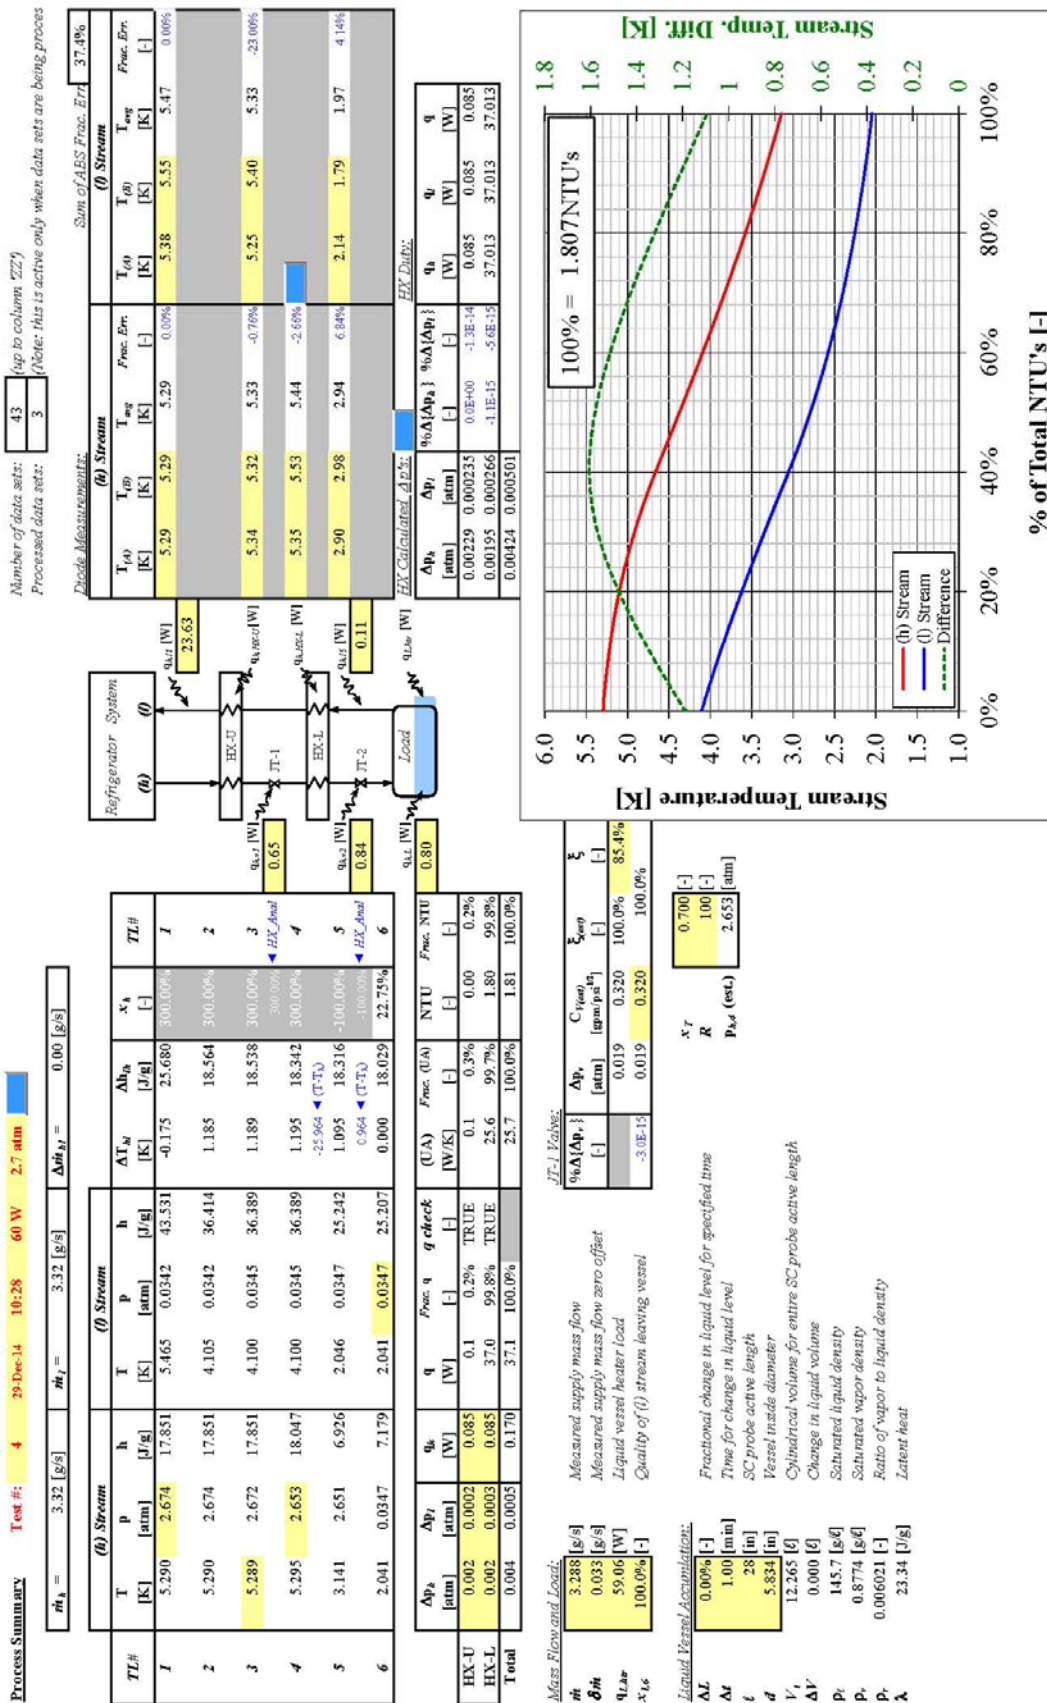 Process Summary Test #: 4 29-Dec-14 10:28 60 W 2.7 atm
ṁh = 3.32 [g/s] ṁl = 3.32 [g/s] Δṁhl = 0.00 [g/s]
(h) Stream (l) Stream
TL# T p h T p h ΔThl Δhlh xh TL#
[K] [atm] [J/g] [K] [atm] [J/g] [K] [J/g] [-]
1 5.290 2.674 17.851 5.465 0.0342 43.531 -0.175 25.680 300.00% 1
2 5.290 2.674 17.851 4.105 0.0342 36.414 1.185 18.564 300.00% 2
3 5.289 2.672 17.851 4.100 0.0345 36.389 1.189 18.538 300.00% 3
300.00% ◄ HX_Anal
4 5.295 2.653 18.047 4.100 0.0345 36.389 1.195 18.342 300.00% 4
-25.964 ◄ (T-Tλ)
5 3.141 2.651 6.926 2.046 0.0347 25.242 1.095 18.316 -100.00% 5
0.964 ◄ (T-Tλ) -100.00% ◄ HX_Anal
6 2.041 0.0347 7.179 2.041 0.0347 25.207 0.000 18.029 22.75% 6
Δph Δpl qk q Frac. q q check (UA) Frac. (UA) NTU Frac. NTU
[atm] [atm] [W] [W] [-] [-] [W/K] [-] [-] [-]
HX-U 0.002 0.0002 0.085 0.1 0.2% TRUE 0.1 0.3% 0.00 0.2%
HX-L 0.002 0.0003 0.085 37.0 99.8% TRUE 25.6 99.7% 1.80 99.8%
Total 0.004 0.0005 0.170 37.1 100.0% 25.7 100.0% 1.81 100.0%
Mass Flow and Load:
ṁ 3.288 [g/s] Measured supply mass flow
δṁ 0.033 [g/s] Measured supply mass flow zero offset
qL,htr 59.06 [W] Liquid vessel heater load
xl,6 100.0% [-] Quality of (l) stream leaving vessel
Liquid Vessel Accumlation:
ΔL 0.00% [-] Fractional change in liquid level for specified time
Δt 1.00 [min] Time for change in liquid level
ℓ 28 [in] SC probe active length
d 5.834 [in] Vessel inside diameter
V1 12.265 [ℓ] Cylindrical volume for entire SC probe active length
ΔV 0.000 [ℓ] Change in liquid volume
ρℓ 145.7 [g/ℓ] Saturated liquid density
ρv 0.8774 [g/ℓ] Saturated vapor density
ρr 0.006021 [-] Ratio of vapor to liquid density
λ 23.34 [J/g] Latent heat
JT-1 Valve:
%Δ{Δpv} Δpv CV(est) ξx(est) ξ
[-] [atm] [gpm/psi^1/2] [-] [-]
0.019 0.320 100.0% 85.4%
-3.0E-15 0.019 0.320 100.0%
xT 0.700 [-]
R 100 [-]
ph,4 (est.) 2.653 [atm]
Refrigerator System
(h) (l)
qk,l1 [W]
23.63
HX-U
qk,HX-U [W]
qk,v1 [W]
0.65
JT-1
HX-L
qk,HX-L [W]
qk,v2 [W]
0.84
JT-2
qk,l5 [W]
0.11
Load
qk,L [W]
0.80
qL,htr [W]
Number of data sets: 43 (up to column 'ZZ')
Processed data sets: 3 (Note: this is active only when data sets are being proces
Diode Measurements: Sum of ABS Frac. Err. 37.4%
(h) Stream (l) Stream
T(A) T(B) Tavg Frac. Err. T(A) T(B) Tavg Frac. Err.
[K] [K] [K] [-] [K] [K] [K] [-]
5.29 5.29 5.29 0.00% 5.38 5.55 5.47 0.00%
5.34 5.32 5.33 -0.76% 5.25 5.40 5.33 -23.00%
5.35 5.53 5.44 -2.66%
2.90 2.98 2.94 6.84% 2.14 1.79 1.97 4.14%
HX Calculated Δp's: HX Duty:
Δph Δpl %Δ{Δph} %Δ{Δpl} qh ql q
[atm] [atm] [-] [-] [W] [W] [W]
0.00229 0.000235 0.0E+00 -1.3E-14 0.085 0.085 0.085
0.00195 0.000266 -1.1E-15 -5.6E-15 37.013 37.013 37.013
0.00424 0.000501
Stream Temperature [K]
6.0
5.5
5.0
4.5
4.0
3.5
3.0
2.5
2.0
1.5
1.0
100% = 1.807NTU's
(h) Stream
(l) Stream
Difference
0% 20% 40% 60% 80% 100%
% of Total NTU's [-]
Stream Temp. Diff. [K]
1.8
1.6
1.4
1.2
1
0.8
0.6
0.4
0.2
0